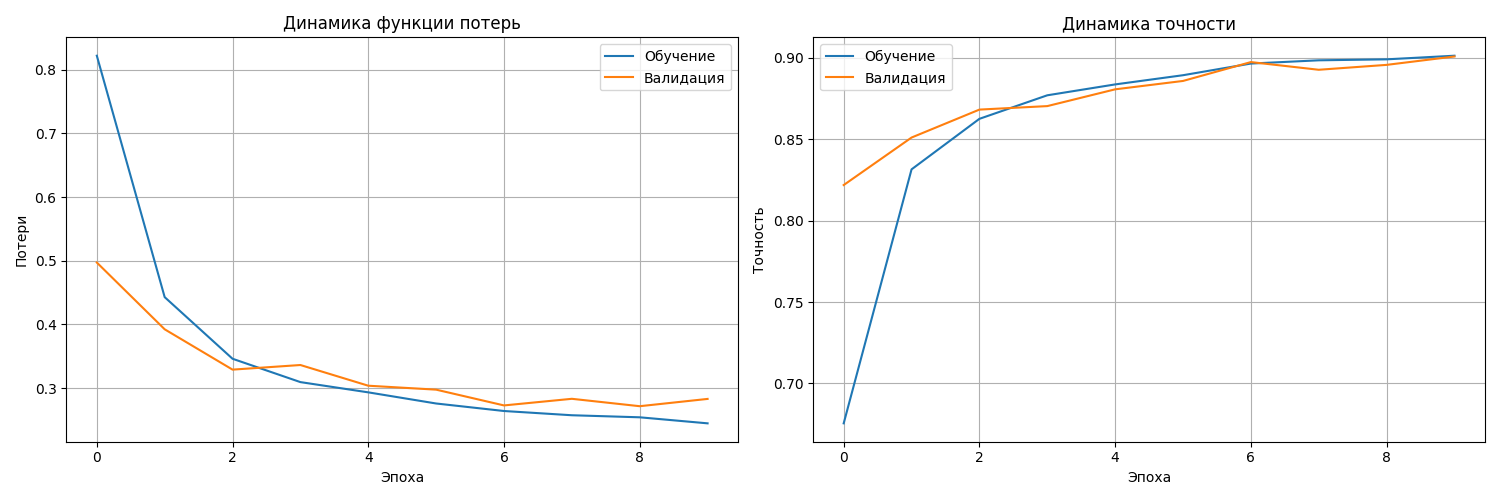 Динамика функции потерь
Обучение
Валидация
0.8
0.7
0.6
0.5
0.4
0.3
Потери
0 2 4 6 8
Эпоха
Динамика точности
Обучение
Валидация
0.90
0.85
0.80
0.75
0.70
Точность
0 2 4 6 8
Эпоха